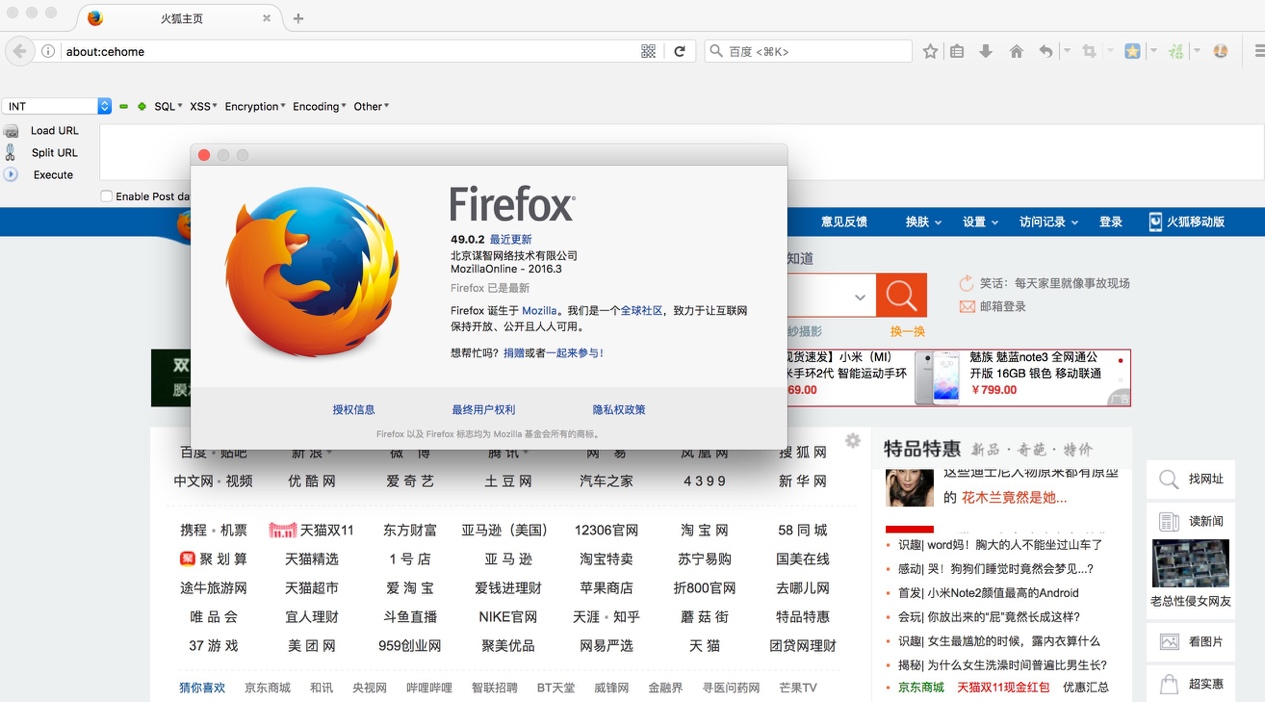 火狐主页
about:cehome
百度 <⌘K>
INT
SQL XSS Encryption Encoding Other
Load URL
Split URL
Execute
Enable Post da
意见反馈 换肤 设置 访问记录 登录 火狐移动版
Firefox
49.0.2 最近更新
北京谋智网络技术有限公司
MozillaOnline - 2016.3
Firefox 已是最新
Firefox 诞生于 Mozilla。我们是一个全球社区，致力于让互联网
保持开放、公开且人人可用。
想帮忙吗？捐赠或者一起来参与！
授权信息 最终用户权利 隐私权政策
Firefox 以及 Firefox 标志均为 Mozilla 基金会所有的商标。
知道
笑话：每天家里就像事故现场
邮箱登录
纱摄影 换一换
双
现货速发】小米（MI）
米手环2代 智能运动手环
69.00
魅族 魅蓝note3 全网通公
开版 16GB 银色 移动联通
￥799.00
百度·贴吧 新浪 微博 腾讯 网易 凤凰网 搜狐网
中文网·视频 优酷网 爱奇艺 土豆网 汽车之家 4399 新华网
携程·机票 天猫双11 东方财富 亚马逊（美国） 12306官网 淘宝网 58同城
聚 聚划算 天猫精选 1号店 亚马逊 淘宝特卖 苏宁易购 国美在线
途牛旅游网 天猫超市 爱淘宝 爱钱进理财 苹果商店 折800官网 去哪儿网
唯品会 宜人理财 斗鱼直播 NIKE官网 天涯·知乎 蘑菇街 特品特惠
37游戏 美团网 959创业网 聚美优品 网易严选 天猫 团贷网理财
猜你喜欢 京东商城 和讯 央视网 哔哩哔哩 智联招聘 BT天堂 威锋网 金融界 寻医问药网 芒果TV
特品特惠 新品·奇葩·特价
这些迪士尼人物原来都有原型
的 花木兰竟然是她...
识趣| word妈！胸大的人不能坐过山车了
感动| 哭！狗狗们睡觉时竟然会梦见...?
首发| 小米Note2颜值最高的Android
会玩| 你放出来的"屁"竟然长成这样?
识趣| 女生最尴尬的时候，露内衣算什么
揭秘| 为什么女生洗澡时间普遍比男生长?
京东商城 天猫双11现金红包 优惠汇总
找网址
读新闻
老总性侵女网友
看图片
超实惠